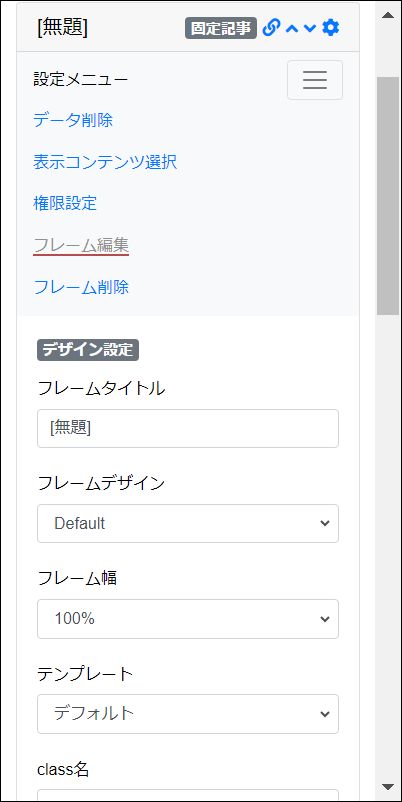 [無題] 固定記事
設定メニュー
データ削除
表示コンテンツ選択
権限設定
フレーム編集
フレーム削除
デザイン設定
フレームタイトル
[無題]
フレームデザイン
Default
フレーム幅
100%
テンプレート
デフォルト
class名